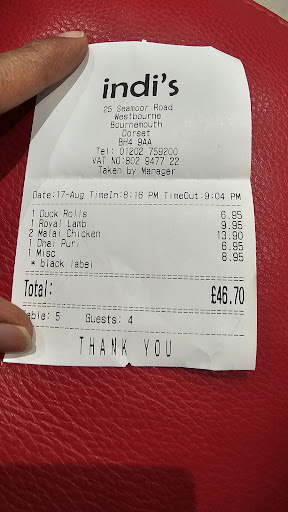 indi's
25 Seamoor Road
Westbourne
Bournemouth
Dorset
BH4 9AA
Tel: 01202 759200
VAT NO:802 9477 22
Taken by Manager
Date:17-Aug TimeIn:8:16 PM TimeOut:9:04 PM
1 Duck Rolls 6.95
1 Royal Lamb 9.95
2 Malai Chicken 13.90
1 Dhai Puri 6.95
1 Misc 8.95
* black label
Total: £46.70
able: 5 Guests: 4
THANK YOU